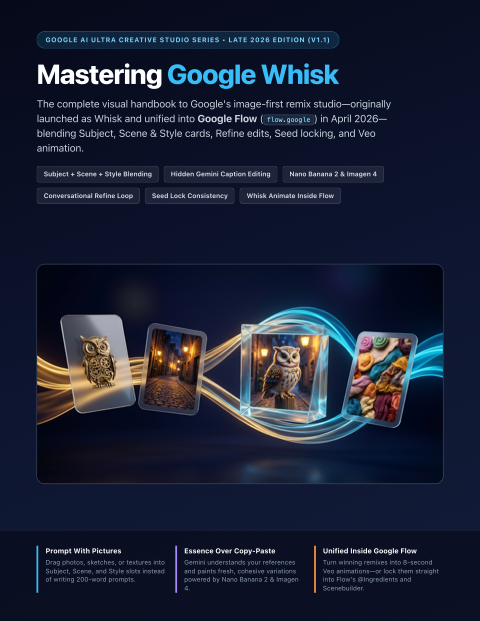 GOOGLE AI ULTRA CREATIVE STUDIO SERIES • LATE 2026 EDITION (V1.1)
Mastering Google Whisk
The complete visual handbook to Google's image-first remix studio—originally
launched as Whisk and unified into Google Flow (flow.google) in April 2026—
blending Subject, Scene & Style cards, Refine edits, Seed locking, and Veo
animation.
Subject + Scene + Style Blending
Hidden Gemini Caption Editing
Nano Banana 2 & Imagen 4
Conversational Refine Loop
Seed Lock Consistency
Whisk Animate Inside Flow
Prompt With Pictures
Drag photos, sketches, or textures into
Subject, Scene, and Style slots instead
of writing 200-word prompts.
Essence Over Copy-Paste
Gemini understands your references
and paints fresh, cohesive variations
powered by Nano Banana 2 & Imagen
4.
Unified Inside Google Flow
Turn winning remixes into 8-second
Veo animations—or lock them straight
into Flow's @Ingredients and
Scenebuilder.